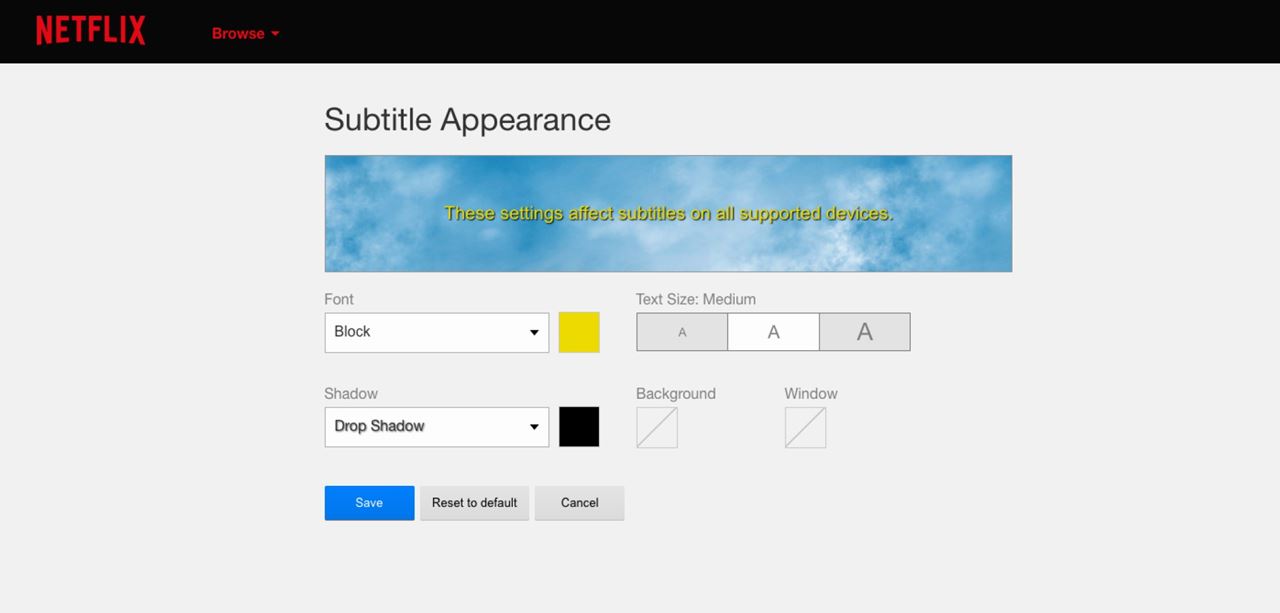 NETFLIX
Browse
Subtitle Appearance
These settings affect subtitles on all supported devices.
Font
Text Size: Medium
Block
A A A
Shadow
Background
Window
Drop Shadow
Save
Reset to default
Cancel